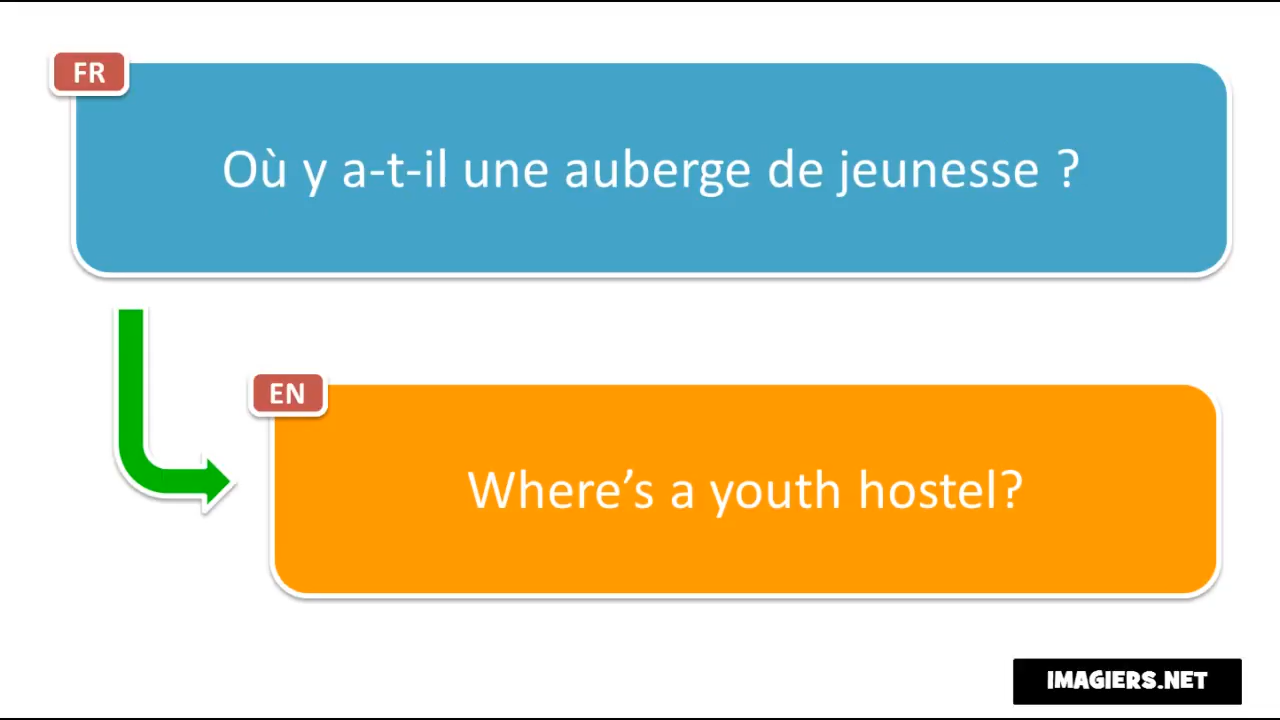 FR
Où y a-t-il une auberge de jeunesse ?
EN
Where’s a youth hostel?
IMAGIERS.NET